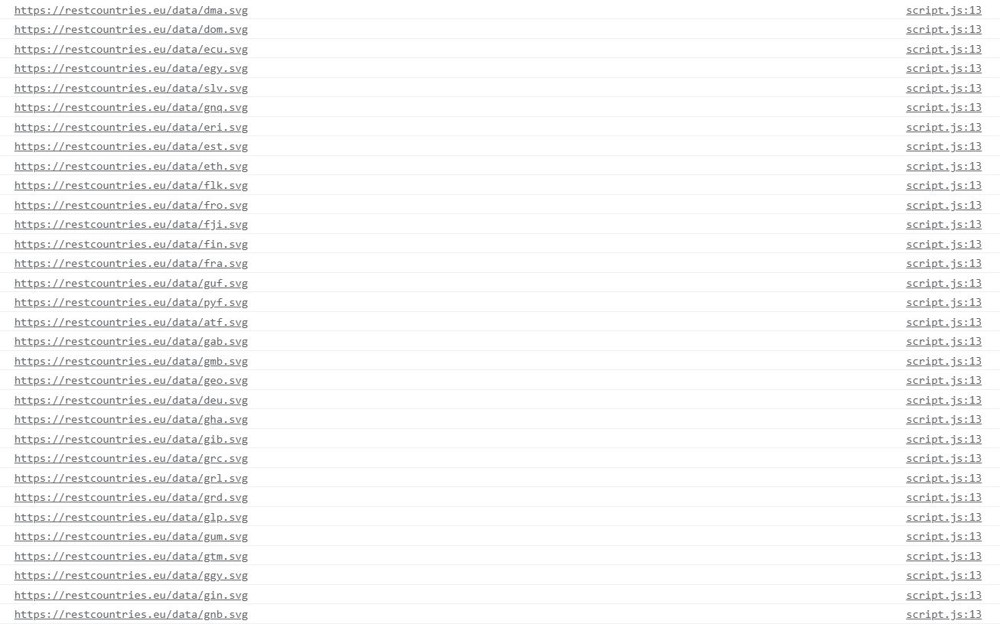 https://restcountries.eu/data/dma.svg script.js:13
https://restcountries.eu/data/dom.svg script.js:13
https://restcountries.eu/data/ecu.svg script.js:13
https://restcountries.eu/data/egy.svg script.js:13
https://restcountries.eu/data/slv.svg script.js:13
https://restcountries.eu/data/gnq.svg script.js:13
https://restcountries.eu/data/eri.svg script.js:13
https://restcountries.eu/data/est.svg script.js:13
https://restcountries.eu/data/eth.svg script.js:13
https://restcountries.eu/data/flk.svg script.js:13
https://restcountries.eu/data/fro.svg script.js:13
https://restcountries.eu/data/fji.svg script.js:13
https://restcountries.eu/data/fin.svg script.js:13
https://restcountries.eu/data/fra.svg script.js:13
https://restcountries.eu/data/guf.svg script.js:13
https://restcountries.eu/data/pyf.svg script.js:13
https://restcountries.eu/data/atf.svg script.js:13
https://restcountries.eu/data/gab.svg script.js:13
https://restcountries.eu/data/gmb.svg script.js:13
https://restcountries.eu/data/geo.svg script.js:13
https://restcountries.eu/data/deu.svg script.js:13
https://restcountries.eu/data/gha.svg script.js:13
https://restcountries.eu/data/gib.svg script.js:13
https://restcountries.eu/data/grc.svg script.js:13
https://restcountries.eu/data/grl.svg script.js:13
https://restcountries.eu/data/grd.svg script.js:13
https://restcountries.eu/data/glp.svg script.js:13
https://restcountries.eu/data/gum.svg script.js:13
https://restcountries.eu/data/gtm.svg script.js:13
https://restcountries.eu/data/ggy.svg script.js:13
https://restcountries.eu/data/gin.svg script.js:13
https://restcountries.eu/data/gnb.svg script.js:13